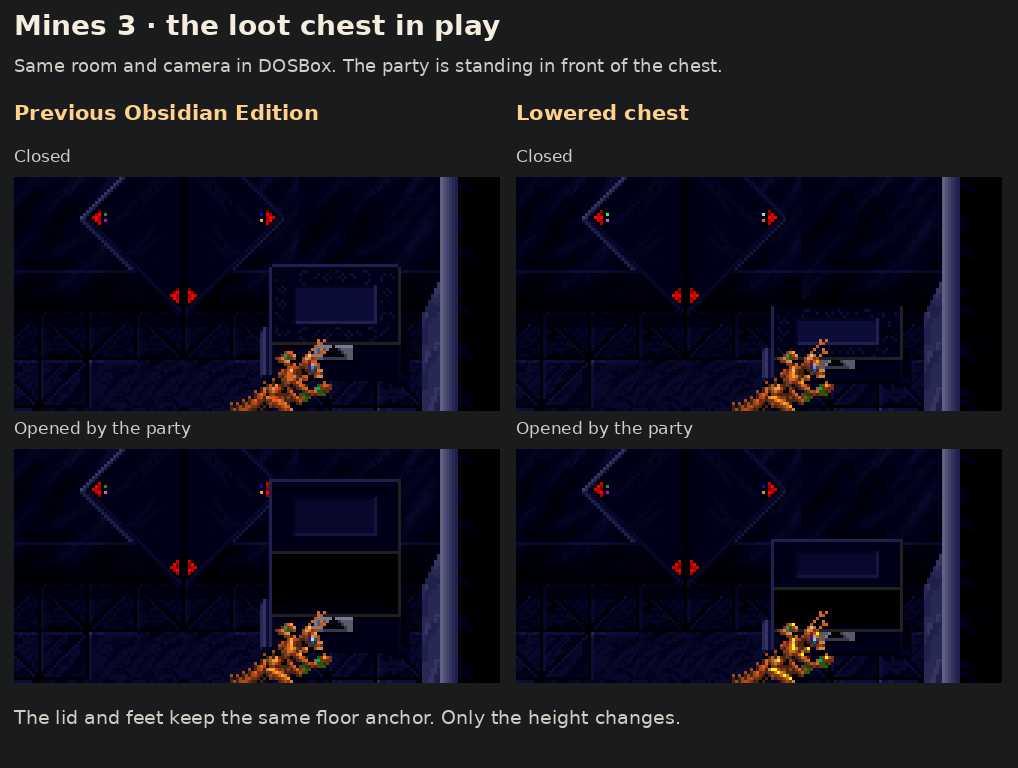 Mines 3 · the loot chest in play
Same room and camera in DOSBox. The party is standing in front of the chest.
Previous Obsidian Edition
Lowered chest
Closed
Closed
Opened by the party
Opened by the party
The lid and feet keep the same floor anchor. Only the height changes.